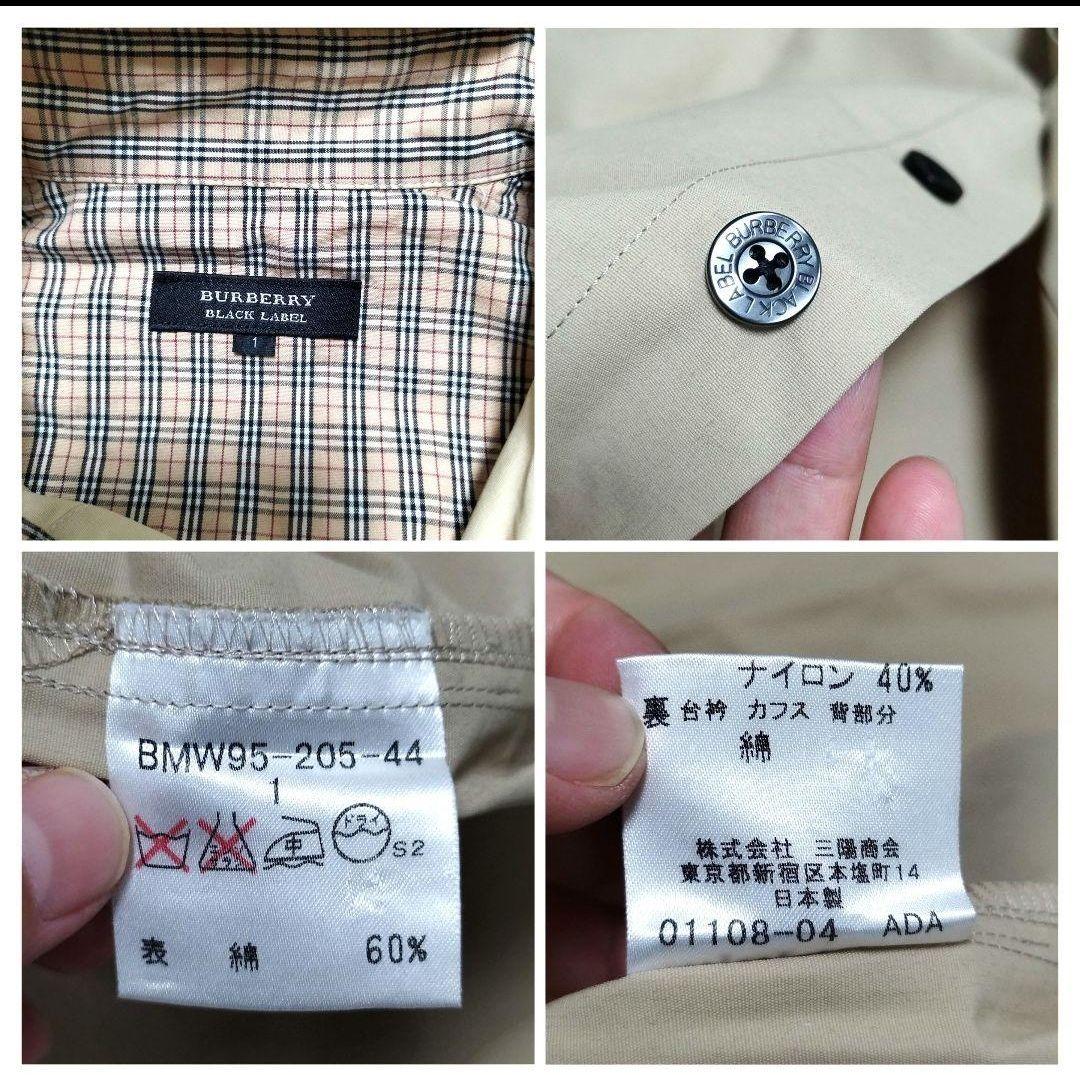 BURBERRY
BLACK LABEL
1
BURBERRY BLACK LABEL
BMW95-205-44
1
中
ドライ
S2
表 綿 60%
ナイロン 40%
裏 台衿 カフス 背部分
綿
株式会社 三陽商会
東京都新宿区本塩町14
日本製
01108-04 ADA